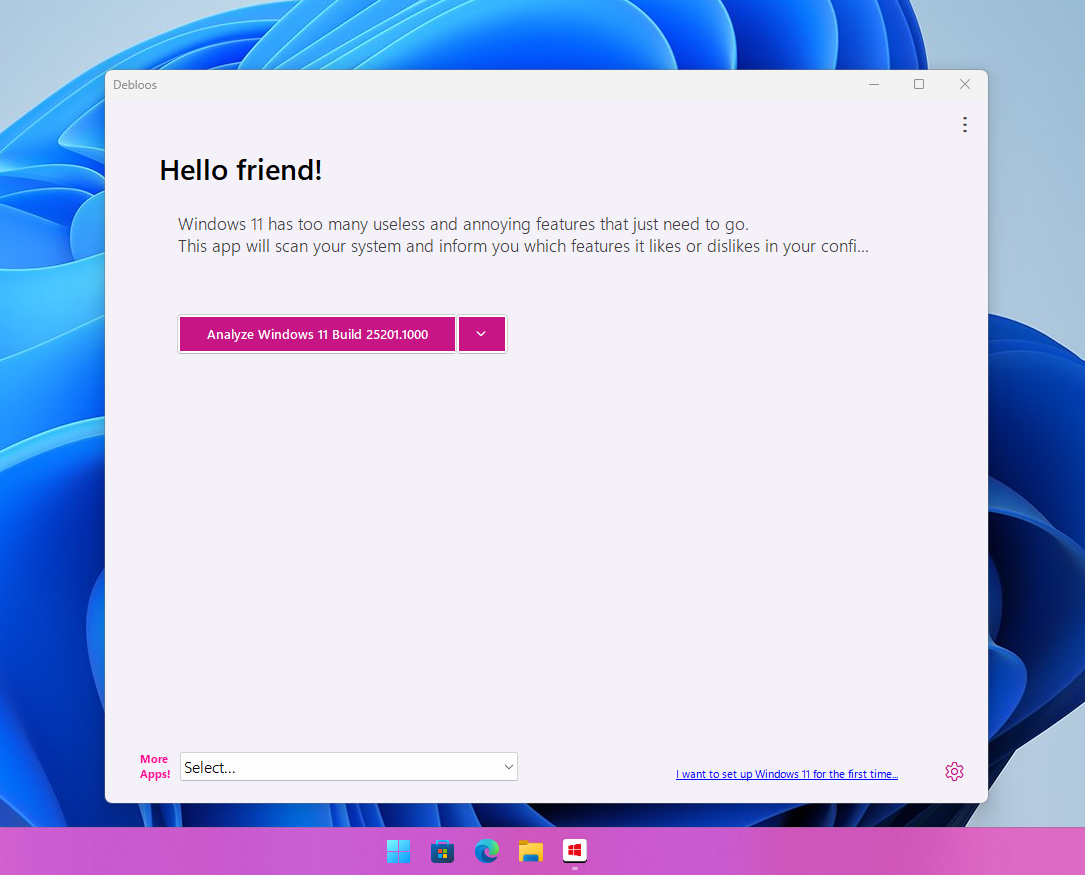 Debloos
Hello friend!
Windows 11 has too many useless and annoying features that just need to go.
This app will scan your system and inform you which features it likes or dislikes in your confi...
Analyze Windows 11 Build 25201.1000
More
Apps!
Select...
I want to set up Windows 11 for the first time...